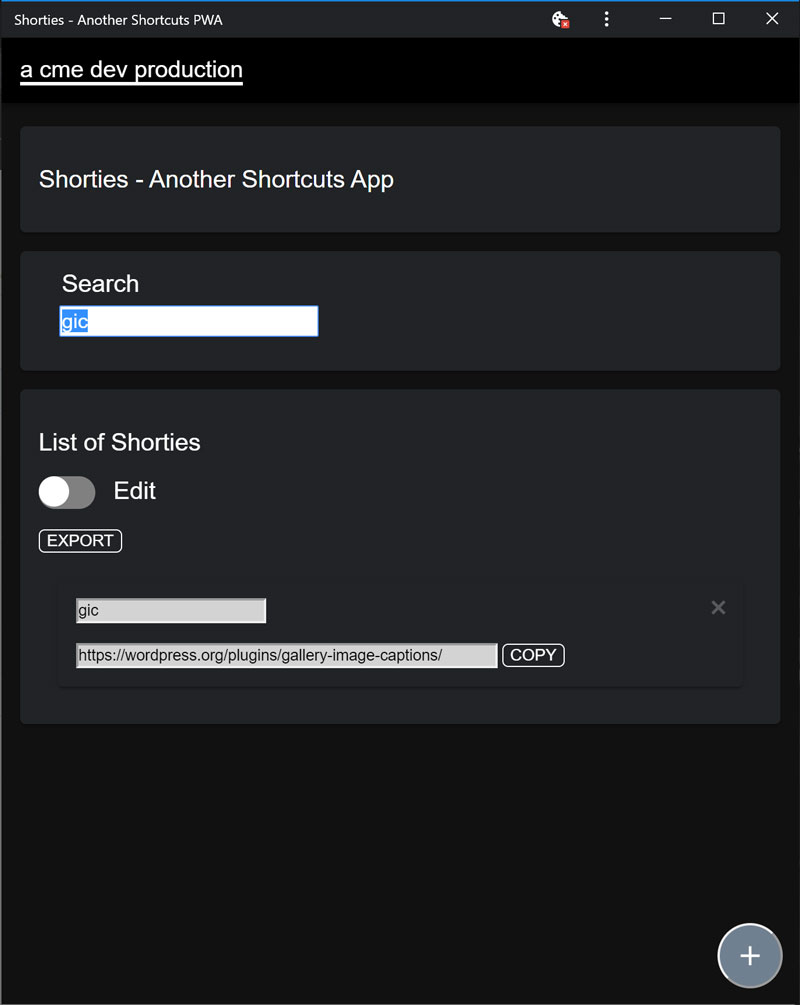 Shorties - Another Shortcuts PWA
a cme dev production
Shorties - Another Shortcuts App
Search
gic
List of Shorties
Edit
EXPORT
gic
https://wordpress.org/plugins/gallery-image-captions/ COPY